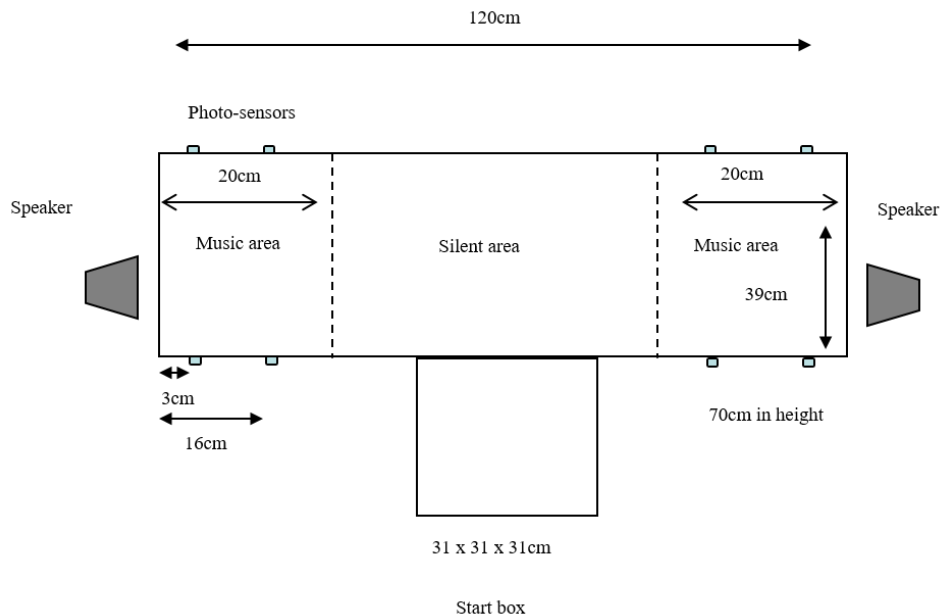 120cm
Photo-sensors
20cm
20cm
Speaker
Speaker
Music area
Silent area
Music area
39cm
3cm
70cm in height
16cm
31 x 31 x 31cm
Start box